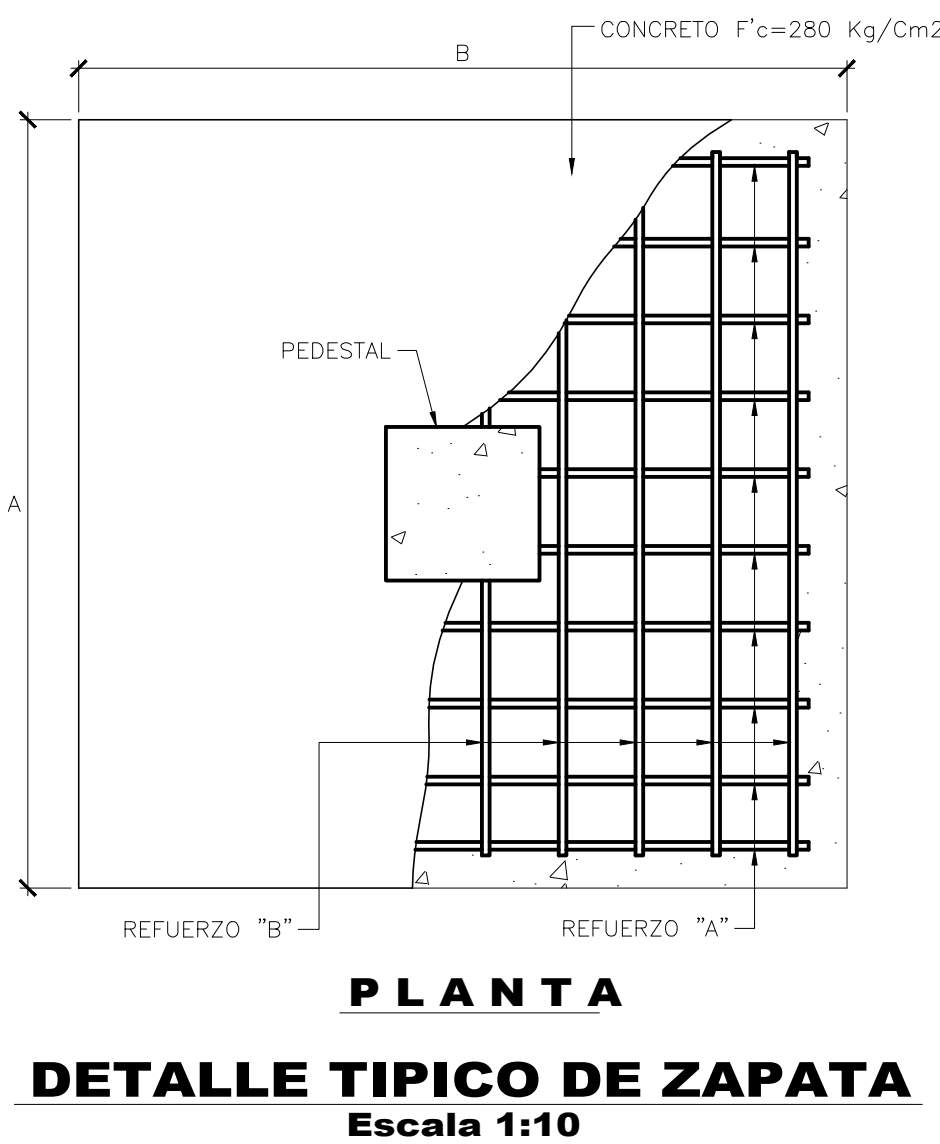 CONCRETO F'c=280 Kg/Cm2
B
PEDESTAL
A
REFUERZO "B"
REFUERZO "A"
PLANTA
DETALLE TIPICO DE ZAPATA
Escala 1:10